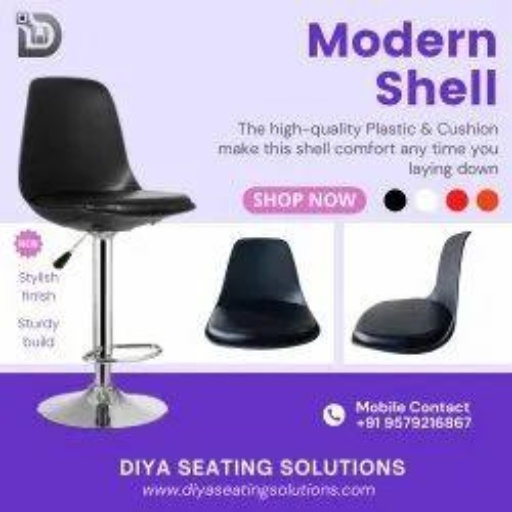 Modern
Shell
The high-quality Plastic & Cushion
make this shell comfort any time you
laying down
SHOP NOW
NEW
Stylish
finish
Sturdy
build
Mobile Contact
+91 9579216867
DIYA SEATING SOLUTIONS
www.diyaseatingsolutions.com